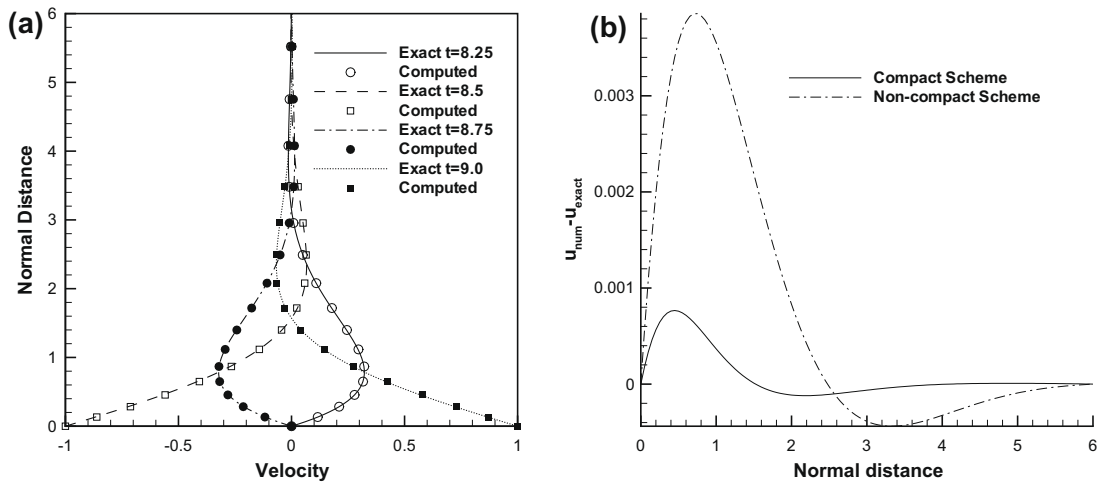 (a)
6
5
4
3
2
1
0
Normal Distance
-1
-0.5
0
0.5
1
Velocity
Exact t=8.25
Computed
Exact t=8.5
Computed
Exact t=8.75
Computed
Exact t=9.0
Computed
(b)
0.003
0.002
0.001
0
u_num-u_exact
0
1
2
3
4
5
6
Normal distance
Compact Scheme
Non-compact Scheme